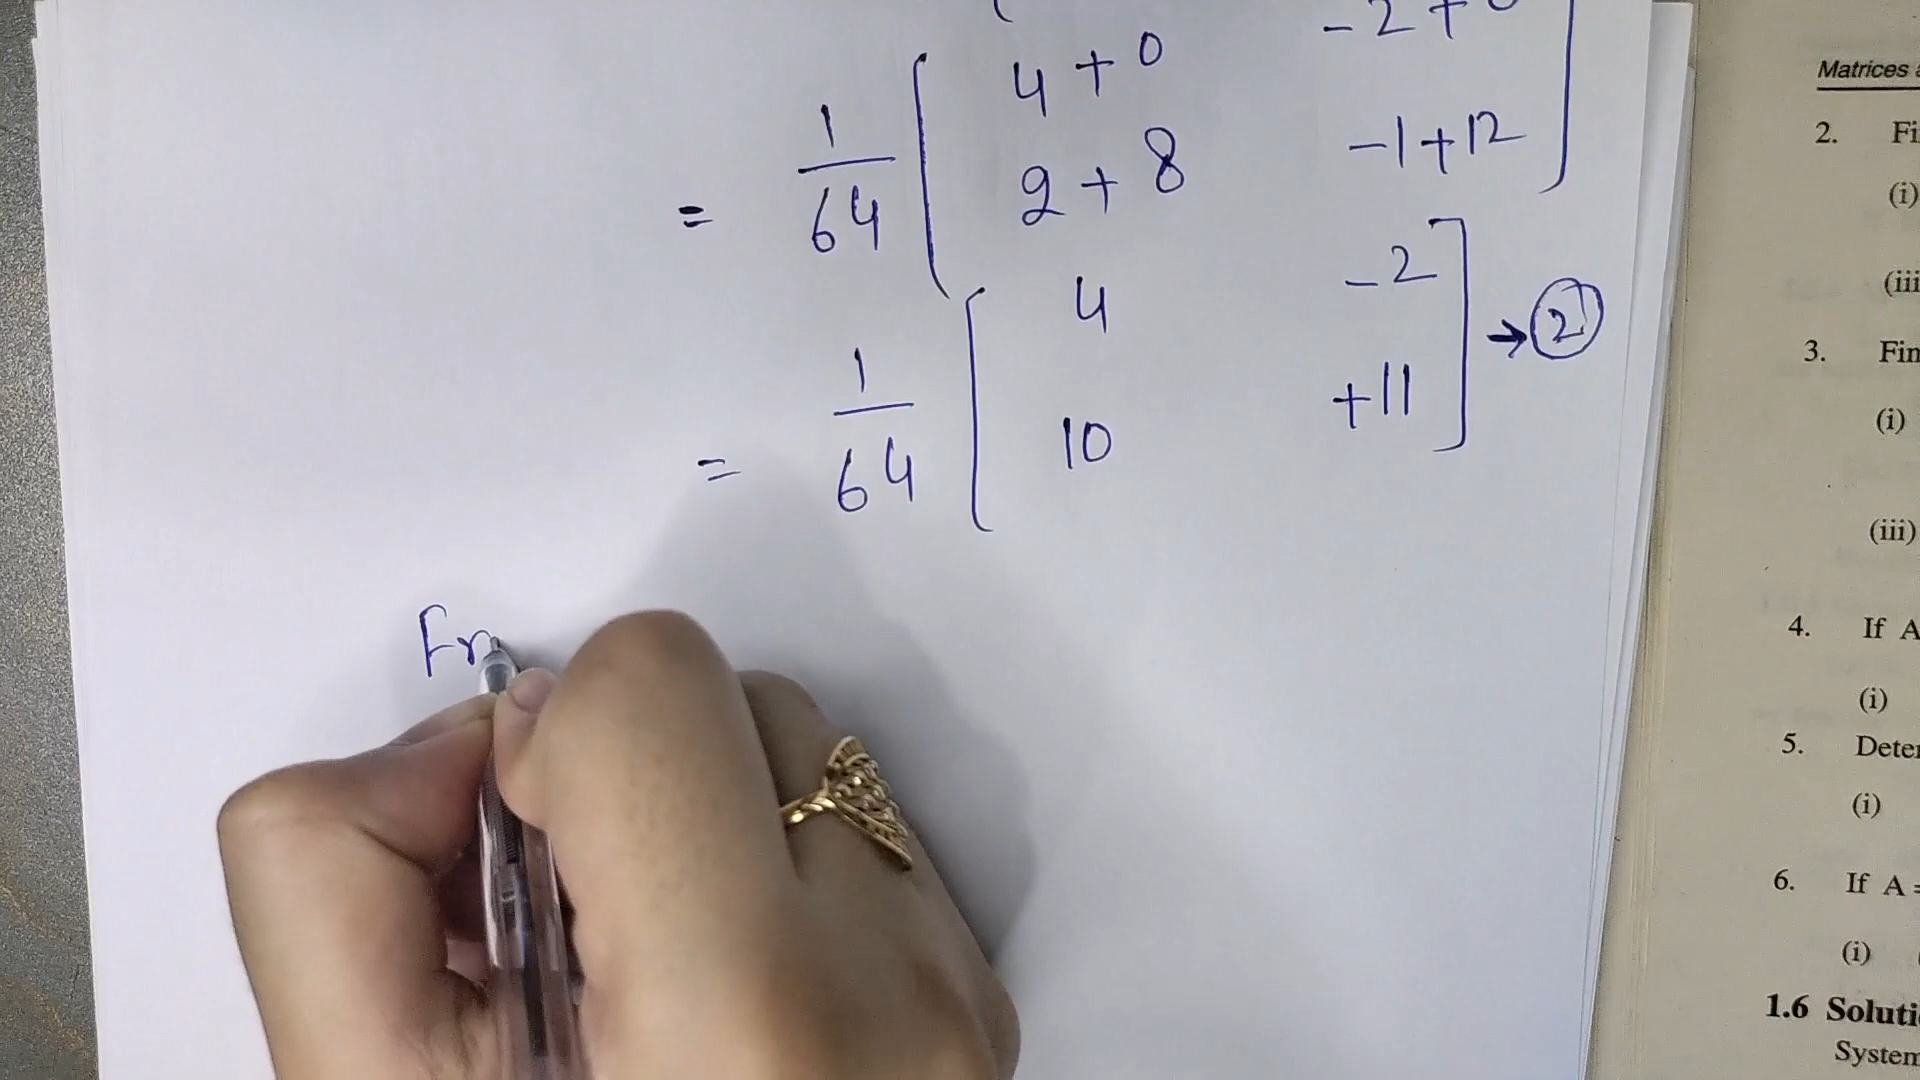 = 1/64 [ 4 + 0 -2 + 0
2 + 8 -1 + 12 ]
= 1/64 [ 4 -2
10 +11 ] → 2
Fr
Matrices
2. Fi
(i)
(iii
3. Fin
(i)
(iii)
4. If A
(i)
5. Deter
(i)
6. If A =
(i)
1.6 Soluti
System